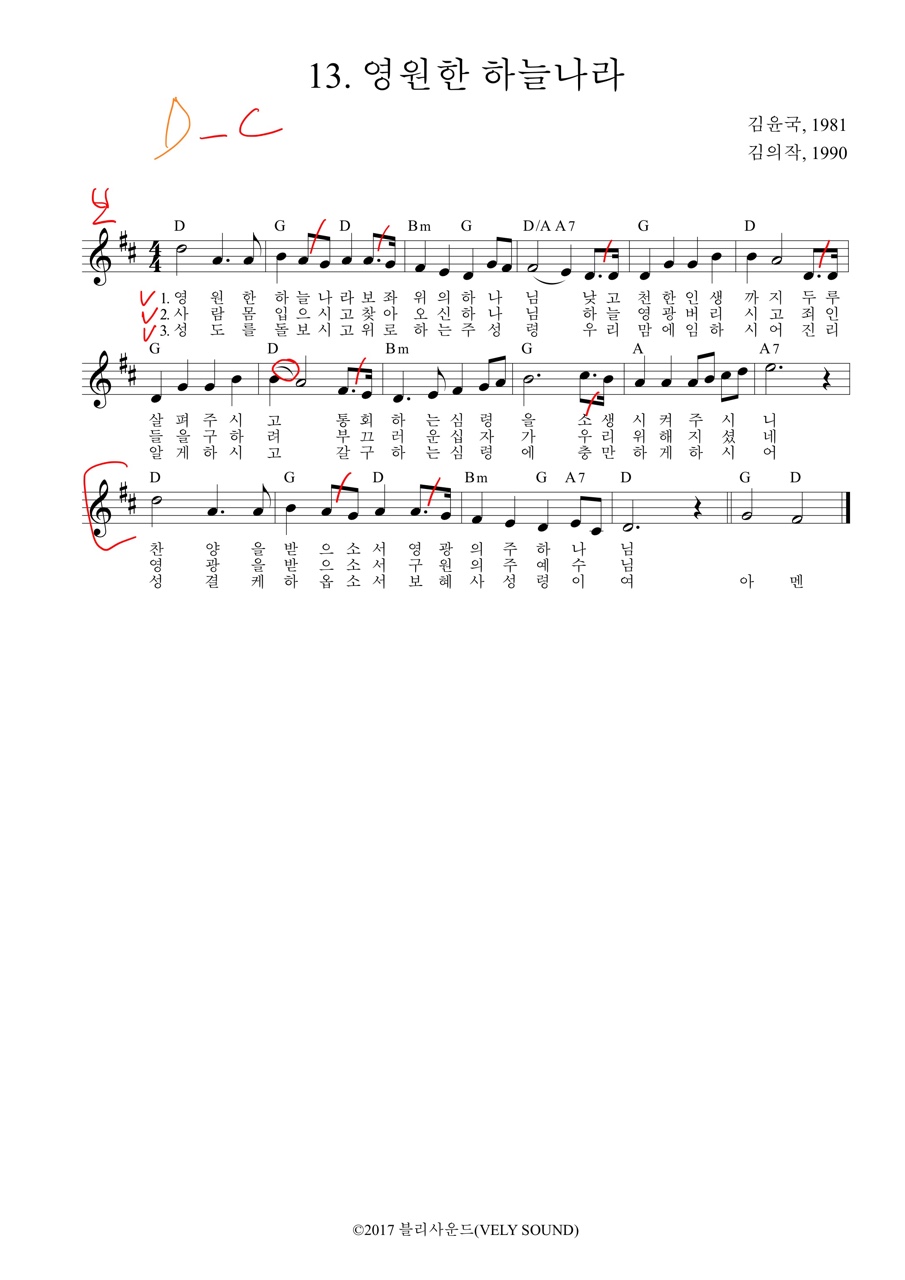 13. 영원한 하늘나라
D-C
김윤국, 1981
김의작, 1990
D G D Bm G D/A A7 G D
1. 영 원 한 하 늘 나 라 보 좌 위 의 하 나 님 낮 고 천 한 인 생 까 지 두 루
2. 사 람 몸 입 으 시 고 찾 아 오 신 하 나 님 하 늘 영 광 버 리 시 고 죄 인
3. 성 도 를 돌 보 시 고 위 로 하 는 주 성 령 우 리 맘 에 임 하 시 어 진 리
G D Bm G A A7
살 펴 주 시 고 통 회 하 는 심 령 을 소 생 시 켜 주 시 니
들 을 구 하 려 부 끄 러 운 십 자 가 우 리 위 해 지 셨 네
알 게 하 시 고 갈 구 하 는 심 령 에 충 만 하 게 하 시 어
D G D Bm G A7 D G D
찬 양 을 받 으 소 서 영 광 의 주 하 나 님
영 광 을 받 으 소 서 구 원 의 주 예 수 님
성 결 케 하 옵 소 서 보 혜 사 성 령 이 여 아 멘
©2017 블리사운드(VELY SOUND)